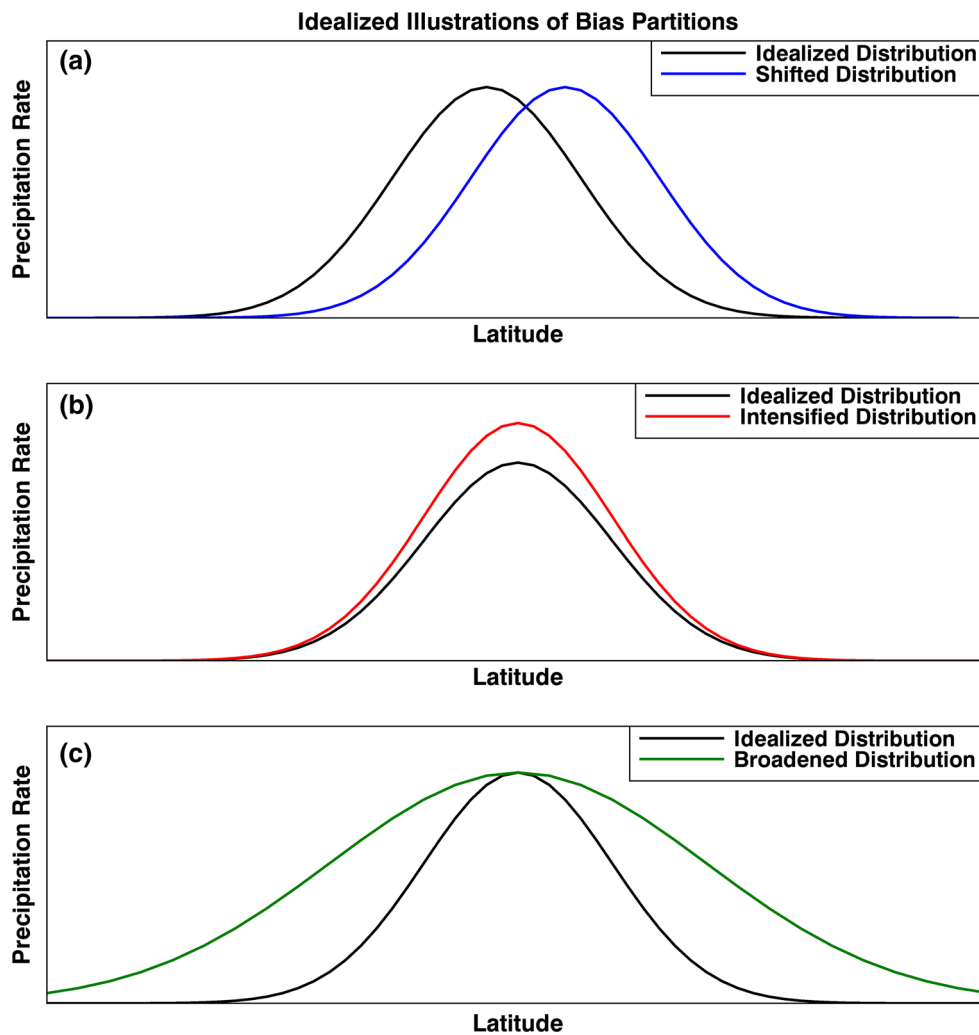 Idealized Illustrations of Bias Partitions
(a)
Idealized Distribution
Shifted Distribution
Precipitation Rate
Latitude
(b)
Idealized Distribution
Intensified Distribution
Precipitation Rate
Latitude
(c)
Idealized Distribution
Broadened Distribution
Precipitation Rate
Latitude